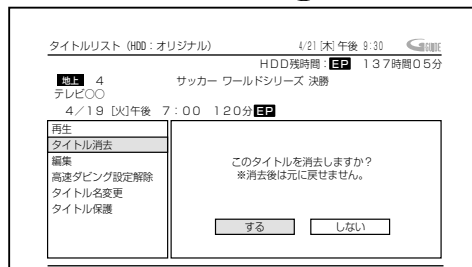 タイトルリスト（HDD：オリジナル） 4/21［木］午後 9:30 GGUIDE
HDD残時間：EP 137時間05分
地上 4 サッカー ワールドシリーズ 決勝
テレビ○○
4／19［火］午後 7：00 120分EP
再生
タイトル消去
編集
高速ダビング設定解除
タイトル名変更
タイトル保護
このタイトルを消去しますか？
※消去後は元に戻せません。
する しない